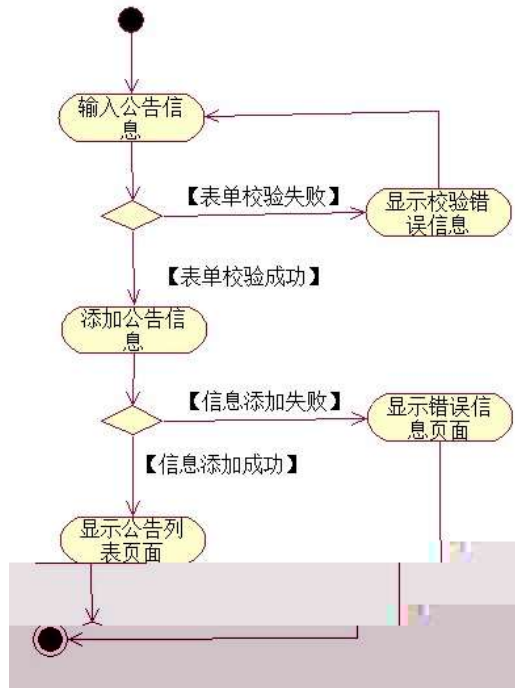 输入公告信
息
【表单校验失败】
显示校验错
误信息
【表单校验成功】
添加公告信
息
【信息添加失败】
显示错误信
息页面
【信息添加成功】
显示公告列
表页面